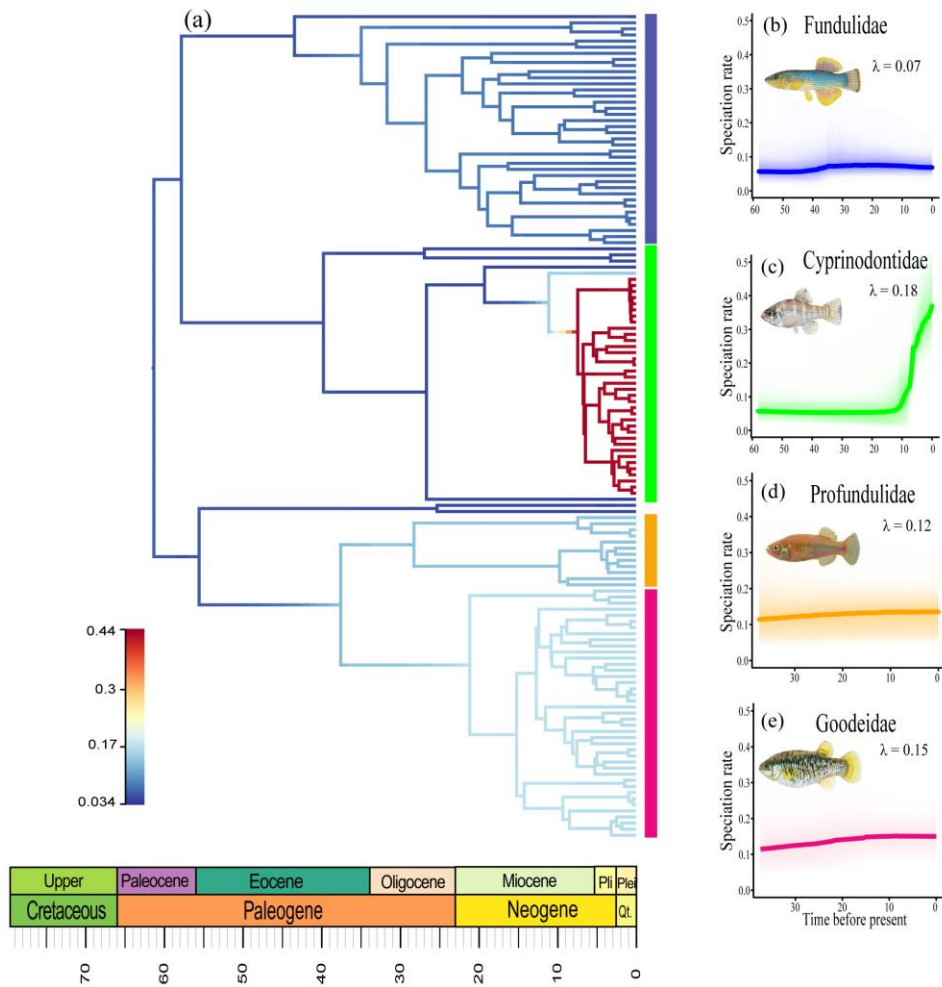 (a)
0.44
0.3
0.17
0.034
Upper Paleocene Eocene Oligocene Miocene Pli Plei
Cretaceous Paleogene Neogene Qt.
70 60 50 40 30 20 10 0
(b) Fundulidae
λ = 0.07
Speciation rate
0.5
0.4
0.3
0.2
0.1
0.0
60 50 40 30 20 10 0
(c) Cyprinodontidae
λ = 0.18
Speciation rate
0.5
0.4
0.3
0.2
0.1
0.0
60 50 40 30 20 10 0
(d) Profundulidae
λ = 0.12
Speciation rate
0.5
0.4
0.3
0.2
0.1
0.0
30 20 10 0
(e) Goodeidae
λ = 0.15
Speciation rate
0.5
0.4
0.3
0.2
0.1
0.0
30 20 10 0
Time before present